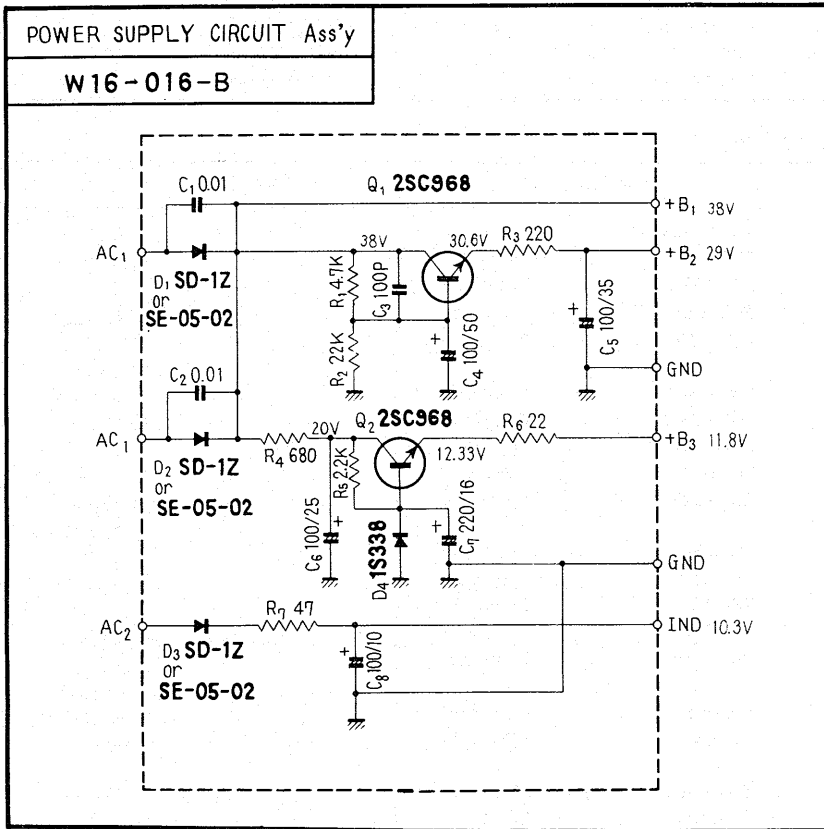 POWER SUPPLY CIRCUIT Ass'y
W16-016-B
C₁ 0.01
Q₁ 2SC968
+B₁ 38V
AC₁
38V
30.6V
R₃ 220
+B₂ 29V
D₁ SD-1Z
or
SE-05-02
R₁ 4.7K
C₃ 100P
R₂ 22K
C₄ 100/50
C₅ 100/35
GND
C₂ 0.01
Q₂ 2SC968
AC₁
R₄ 680
20V
12.33V
R₆ 22
+B₃ 11.8V
D₂ SD-1Z
or
SE-05-02
R₅ 2.2K
C₆ 100/25
D₄ 1S338
C₇ 220/16
GND
AC₂
R₇ 47
IND 10.3V
D₃ SD-1Z
or
SE-05-02
C₈ 100/10